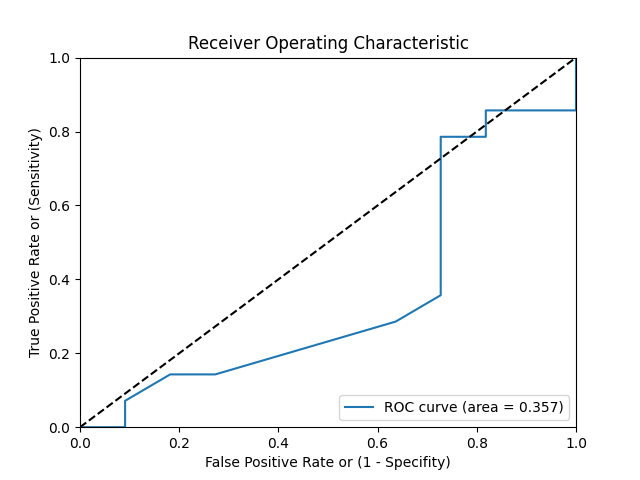 Receiver Operating Characteristic
1.0
0.8
0.6
0.4
0.2
0.0
True Positive Rate or (Sensitivity)
ROC curve (area = 0.357)
0.0 0.2 0.4 0.6 0.8 1.0
False Positive Rate or (1 - Specifity)